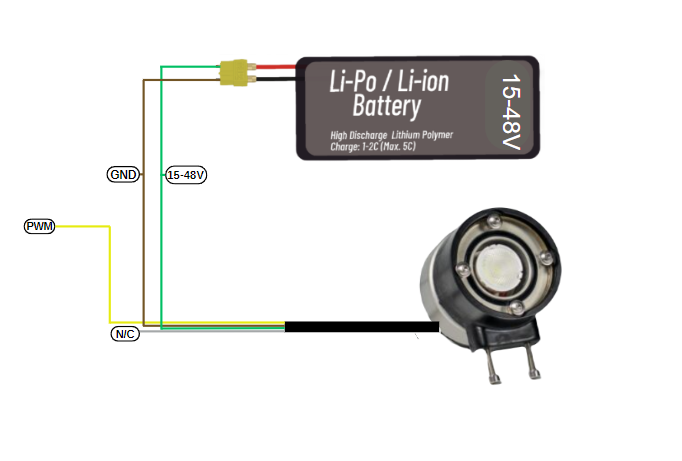 Li-Po / Li-ion
Battery
15-48V
High Discharge Lithium Polymer
Charge: 1-2C (Max. 5C)
GND
15-48V
PWM
N/C